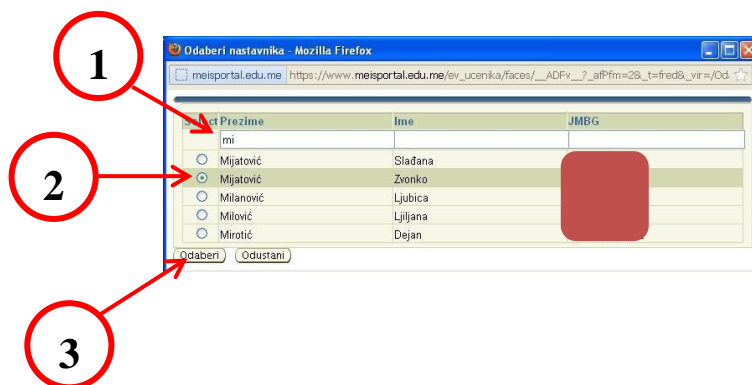 1
Odaberi nastavnika - Mozilla Firefox
meisportal.edu.me https://www.meisportal.edu.me/ev_ucenika/faces/__ADFv__?_afPfm=2&_t=fred&_vir=/Od
Select Prezime Ime JMBG
mi
Mijatović Slađana
2
Mijatović Zvonko
Milanović Ljubica
Milović Ljiljana
Mirotić Dejan
Odaberi Odustani
3